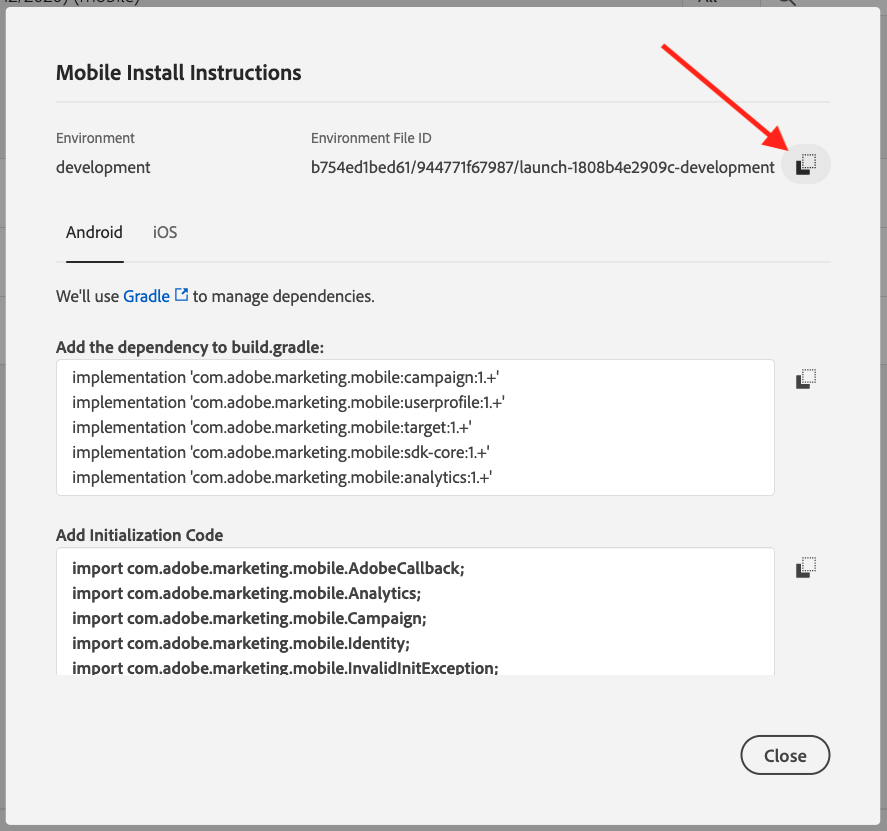 Mobile Install Instructions
Environment
Environment File ID
development
b754ed1bed61/944771f67987/launch-1808b4e2909c-development
Android
iOS
We'll use Gradle to manage dependencies.
Add the dependency to build.gradle:
implementation 'com.adobe.marketing.mobile:campaign:1.+'
implementation 'com.adobe.marketing.mobile:userprofile:1.+'
implementation 'com.adobe.marketing.mobile:target:1.+'
implementation 'com.adobe.marketing.mobile:sdk-core:1.+'
implementation 'com.adobe.marketing.mobile:analytics:1.+'
Add Initialization Code
import com.adobe.marketing.mobile.AdobeCallback;
import com.adobe.marketing.mobile.Analytics;
import com.adobe.marketing.mobile.Campaign;
import com.adobe.marketing.mobile.Identity;
import com.adobe.marketing.mobile.InvalidInitException;
Close